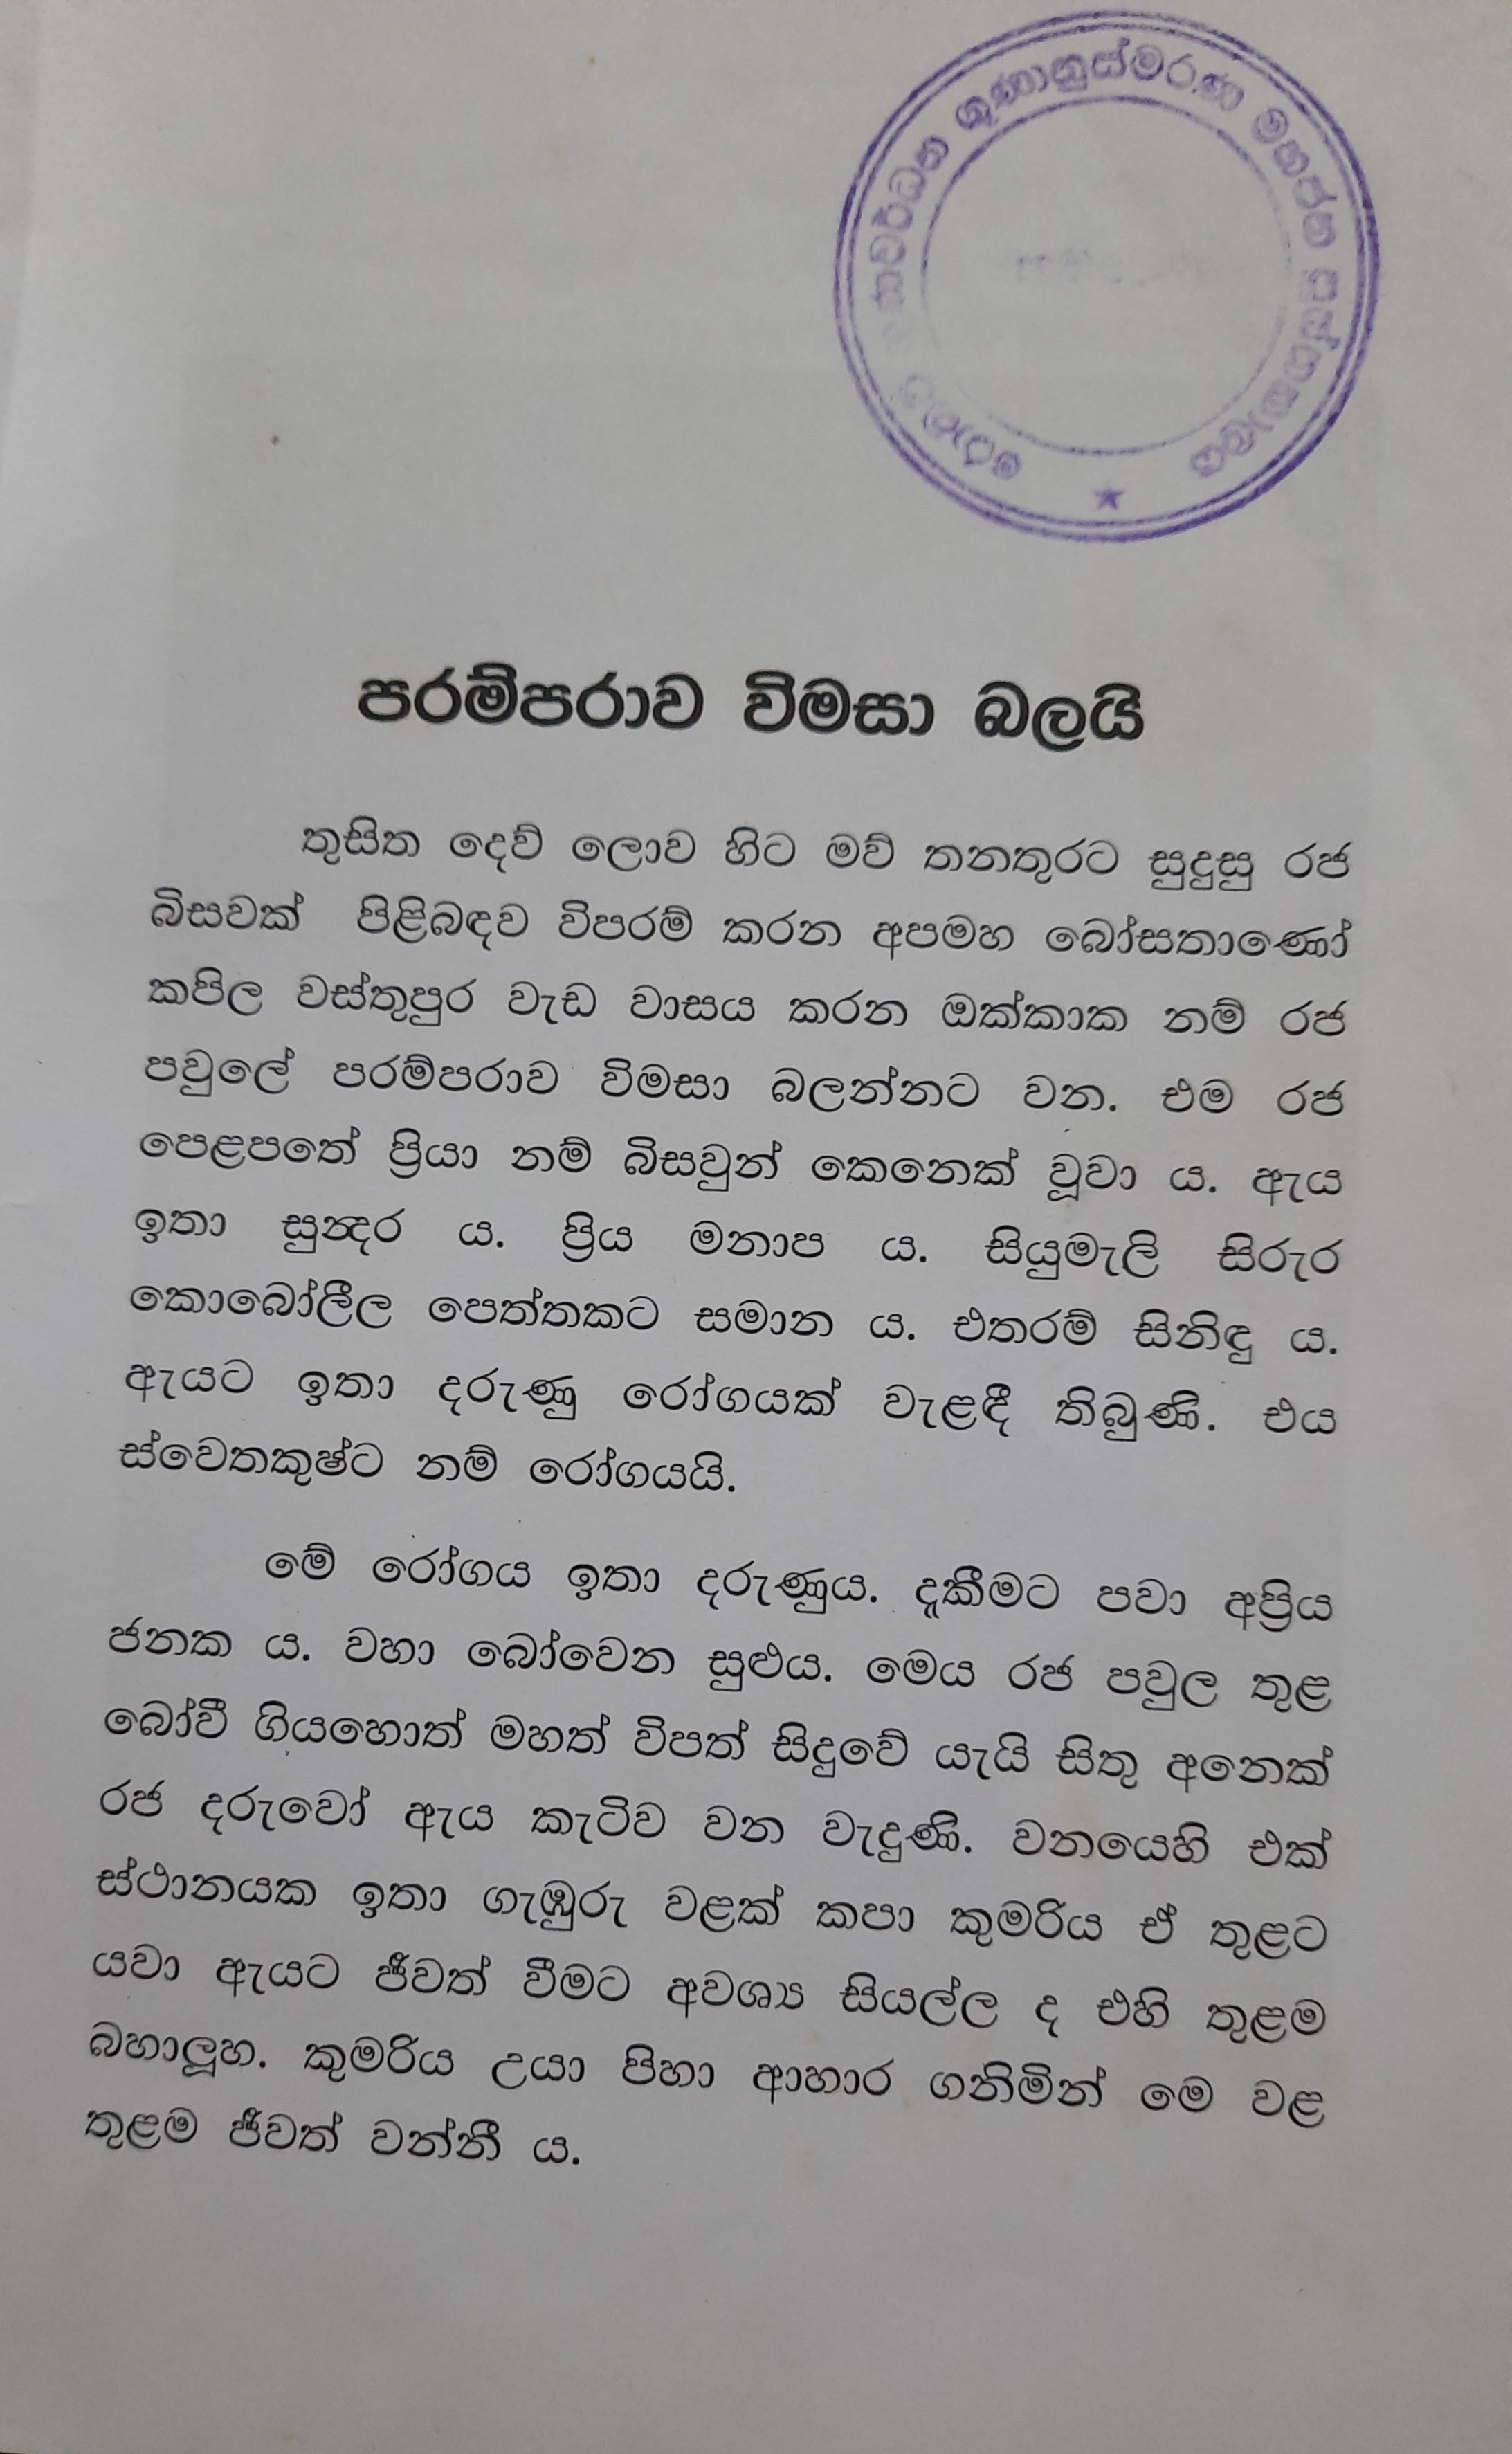 ගුණානුස්මරණ මහජන පුස්තකාලය
පරම්පරාව විමසා බලයි
තුසිත දෙව් ලොව හිට මව් තනතුරට සුදුසු රජ
බිසවක් පිළිබඳව විපරම් කරන අපමහ බෝසතාණෝ
කපිල වස්තුපුර වැඩ වාසය කරන ඔක්කාක නම් රජ
පවුලේ පරම්පරාව විමසා බලන්නට වන. එම රජ
පෙළපතේ ප්‍රියා නම් බිසවුන් කෙනෙක් වූවා ය. ඇය
ඉතා සුන්‍දර ය. ප්‍රිය මනාප ය. සියුමැලි සිරුර
කොබෝලීල පෙත්තකට සමාන ය. එතරම් සිනිඳු ය.
ඇයට ඉතා දරුණු රෝගයක් වැළඳී තිබුණි. එය
ස්වෙතකුෂ්ට නම් රෝගයයි.
මේ රෝගය ඉතා දරුණුය. දැකීමට පවා අප්‍රිය
ජනක ය. වහා බෝවෙන සුළුය. මෙය රජ පවුල තුළ
බෝවී ගියහොත් මහත් විපත් සිදුවේ යැයි සිතු අනෙක්
රජ දරුවෝ ඇය කැටිව වන වැදුණි. වනයෙහි එක්
ස්ථානයක ඉතා ගැඹුරු වළක් කපා කුමරිය ඒ තුළට
යවා ඇයට ජීවත් වීමට අවශ්‍ය සියල්ල ද එහි තුළම
බහාලූහ. කුමරිය උයා පිහා ආහාර ගනිමින් මෙ වළ
තුළම ජීවත් වන්නී ය.